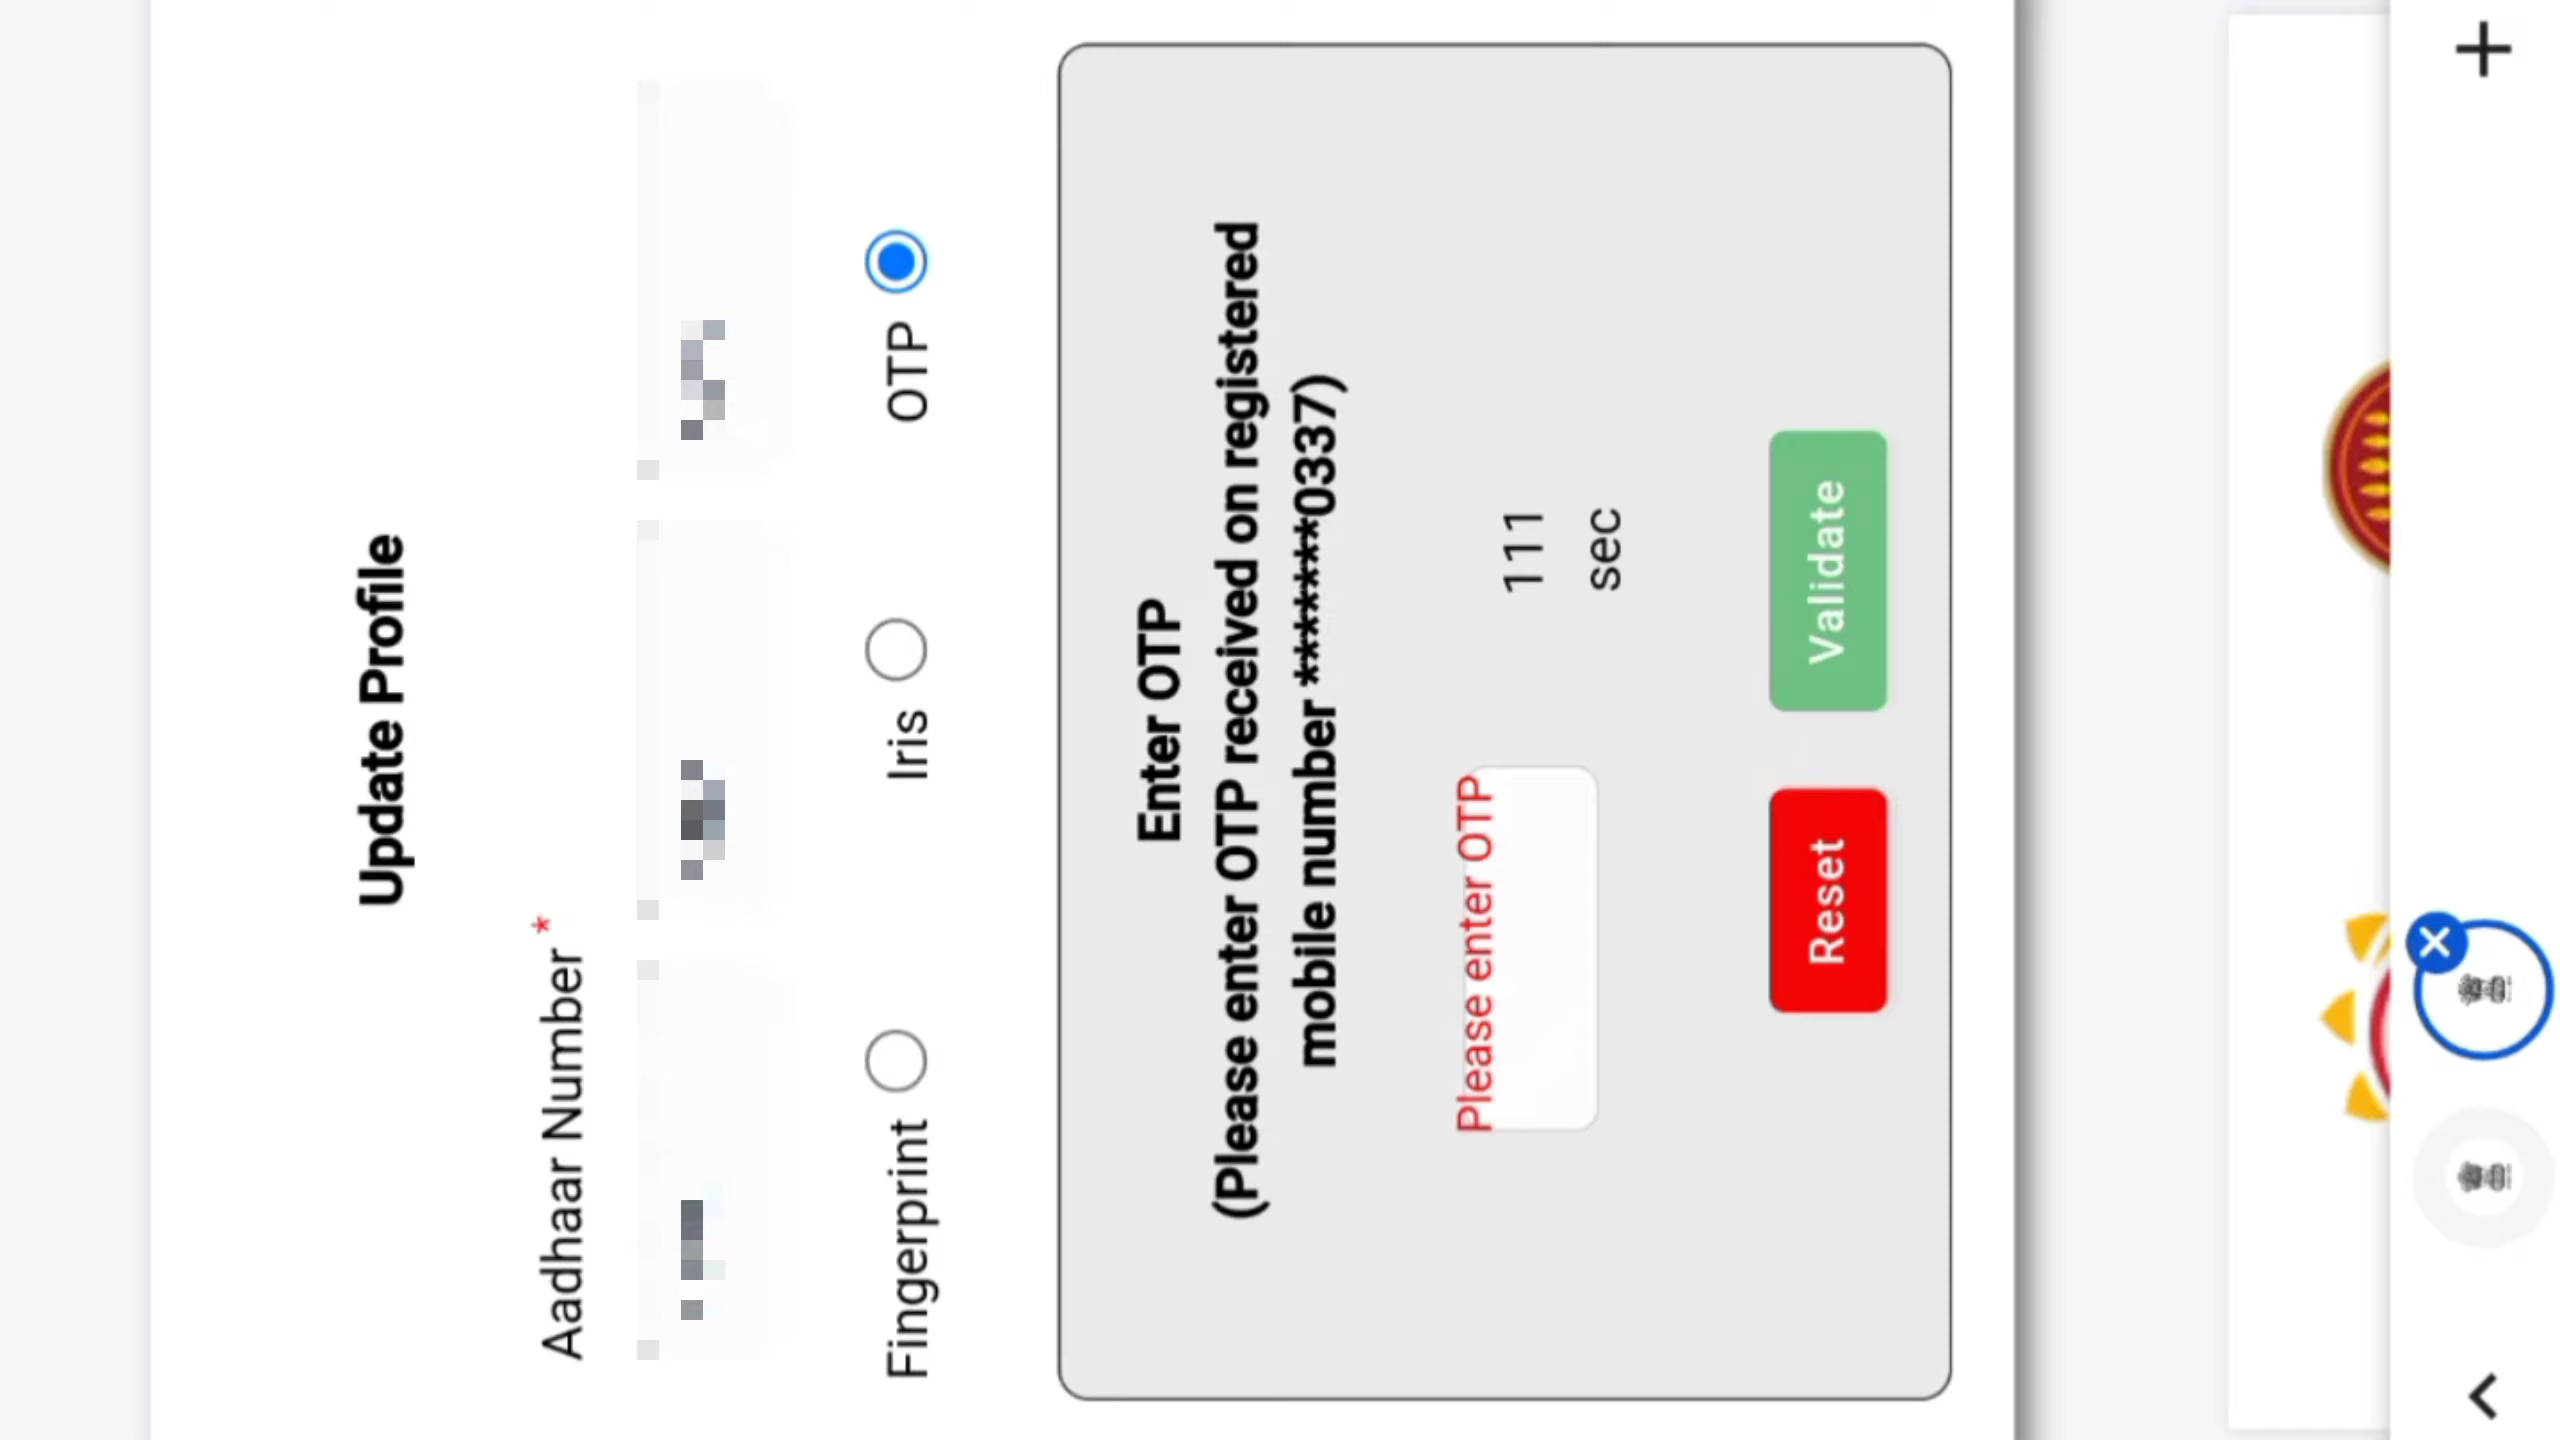 Update Profile
Aadhaar Number*
Fingerprint Iris OTP
Enter OTP
(Please enter OTP received on registered
mobile number *******0337)
Please enter OTP
111
sec
Reset Validate